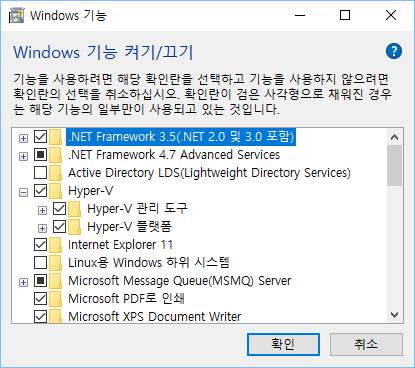 Windows 기능
Windows 기능 켜기/끄기
기능을 사용하려면 해당 확인란을 선택하고 기능을 사용하지 않으려면
확인란의 선택을 취소하십시오. 확인란이 검은 사각형으로 채워진 경우
는 해당 기능의 일부만이 사용되고 있는 것입니다.
.NET Framework 3.5(.NET 2.0 및 3.0 포함)
.NET Framework 4.7 Advanced Services
Active Directory LDS(Lightweight Directory Services)
Hyper-V
Hyper-V 관리 도구
Hyper-V 플랫폼
Internet Explorer 11
Linux용 Windows 하위 시스템
Microsoft Message Queue(MSMQ) Server
Microsoft PDF로 인쇄
Microsoft XPS Document Writer
확인 취소